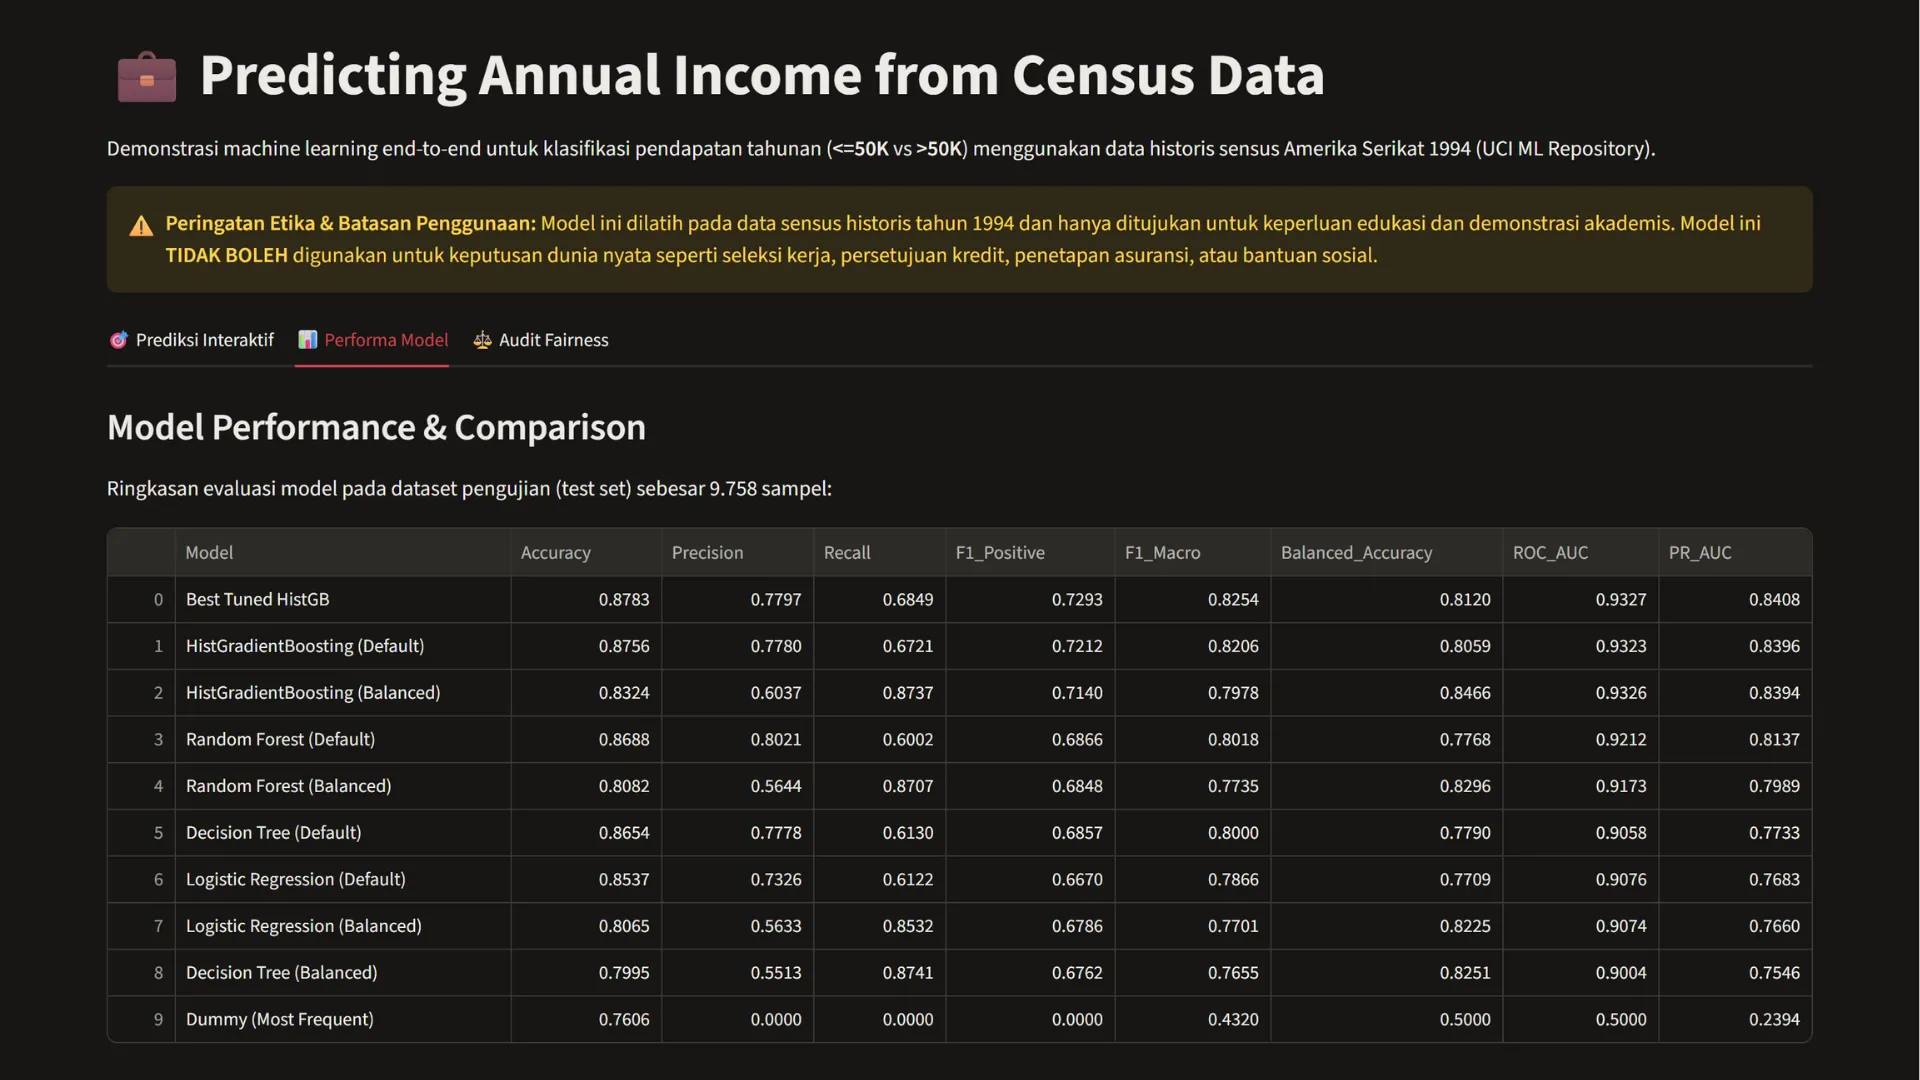 Predicting Annual Income from Census Data
Demonstrasi machine learning end-to-end untuk klasifikasi pendapatan tahunan (<=50K vs >50K) menggunakan data historis sensus Amerika Serikat 1994 (UCI ML Repository).
Peringatan Etika & Batasan Penggunaan: Model ini dilatih pada data sensus historis tahun 1994 dan hanya ditujukan untuk keperluan edukasi dan demonstrasi akademis. Model ini
TIDAK BOLEH digunakan untuk keputusan dunia nyata seperti seleksi kerja, persetujuan kredit, penetapan asuransi, atau bantuan sosial.
Prediksi Interaktif Performa Model Audit Fairness
Model Performance & Comparison
Ringkasan evaluasi model pada dataset pengujian (test set) sebesar 9.758 sampel:
Model Accuracy Precision Recall F1_Positive F1_Macro Balanced_Accuracy ROC_AUC PR_AUC
0 Best Tuned HistGB 0.8783 0.7797 0.6849 0.7293 0.8254 0.8120 0.9327 0.8408
1 HistGradientBoosting (Default) 0.8756 0.7780 0.6721 0.7212 0.8206 0.8059 0.9323 0.8396
2 HistGradientBoosting (Balanced) 0.8324 0.6037 0.8737 0.7140 0.7978 0.8466 0.9326 0.8394
3 Random Forest (Default) 0.8688 0.8021 0.6002 0.6866 0.8018 0.7768 0.9212 0.8137
4 Random Forest (Balanced) 0.8082 0.5644 0.8707 0.6848 0.7735 0.8296 0.9173 0.7989
5 Decision Tree (Default) 0.8654 0.7778 0.6130 0.6857 0.8000 0.7790 0.9058 0.7733
6 Logistic Regression (Default) 0.8537 0.7326 0.6122 0.6670 0.7866 0.7709 0.9076 0.7683
7 Logistic Regression (Balanced) 0.8065 0.5633 0.8532 0.6786 0.7701 0.8225 0.9074 0.7660
8 Decision Tree (Balanced) 0.7995 0.5513 0.8741 0.6762 0.7655 0.8251 0.9004 0.7546
9 Dummy (Most Frequent) 0.7606 0.0000 0.0000 0.0000 0.4320 0.5000 0.5000 0.2394